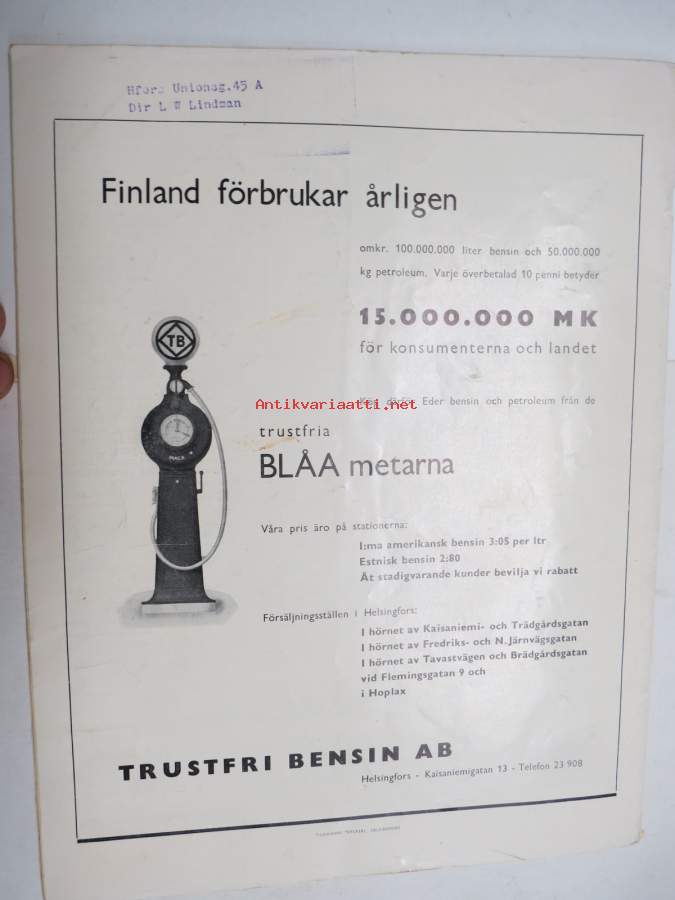 Hfors Unionsg.45 A
Dir L W Lindman
Finland förbrukar årligen
omkr. 100.000.000 liter bensin och 50.000.000
kg petroleum. Varje överbetalad 10 penni betyder
15.000.000 MK
för konsumenterna och landet
TB
Antikvariaatti.net
Eder bensin och petroleum från de
trustfria
BLÅA metarna
Våra pris äro på stationerna:
I:ma amerikansk bensin 3:05 per ltr
Estnisk bensin 2:80
Åt stadigvarande kunder bevilja vi rabatt
Försäljningsställen i Helsingfors:
I hörnet av Kaisaniemi- och Trädgårdsgatan
I hörnet av Fredriks- och N. Järnvägsgatan
I hörnet av Tavastvägen och Brädgårdsgatan
vid Flemingsgatan 9 och
i Hoplax
TRUSTFRI BENSIN AB
Helsingfors - Kaisaniemigatan 13 - Telefon 23 908